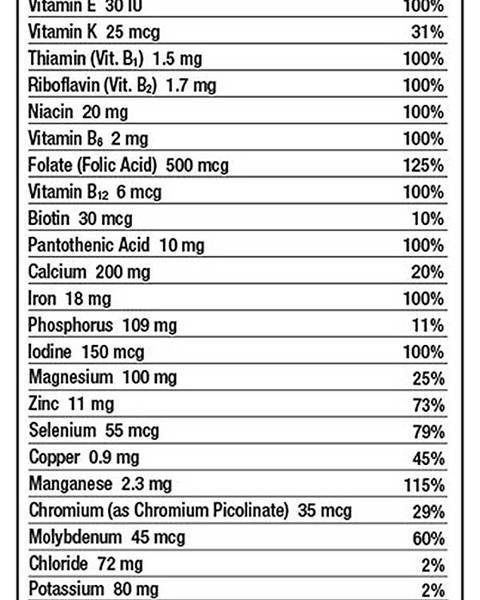 Vitamin E 30 IU 100%
Vitamin K 25 mcg 31%
Thiamin (Vit. B₁) 1.5 mg 100%
Riboflavin (Vit. B₂) 1.7 mg 100%
Niacin 20 mg 100%
Vitamin B₆ 2 mg 100%
Folate (Folic Acid) 500 mcg 125%
Vitamin B₁₂ 6 mcg 100%
Biotin 30 mcg 10%
Pantothenic Acid 10 mg 100%
Calcium 200 mg 20%
Iron 18 mg 100%
Phosphorus 109 mg 11%
Iodine 150 mcg 100%
Magnesium 100 mg 25%
Zinc 11 mg 73%
Selenium 55 mcg 79%
Copper 0.9 mg 45%
Manganese 2.3 mg 115%
Chromium (as Chromium Picolinate) 35 mcg 29%
Molybdenum 45 mcg 60%
Chloride 72 mg 2%
Potassium 80 mg 2%